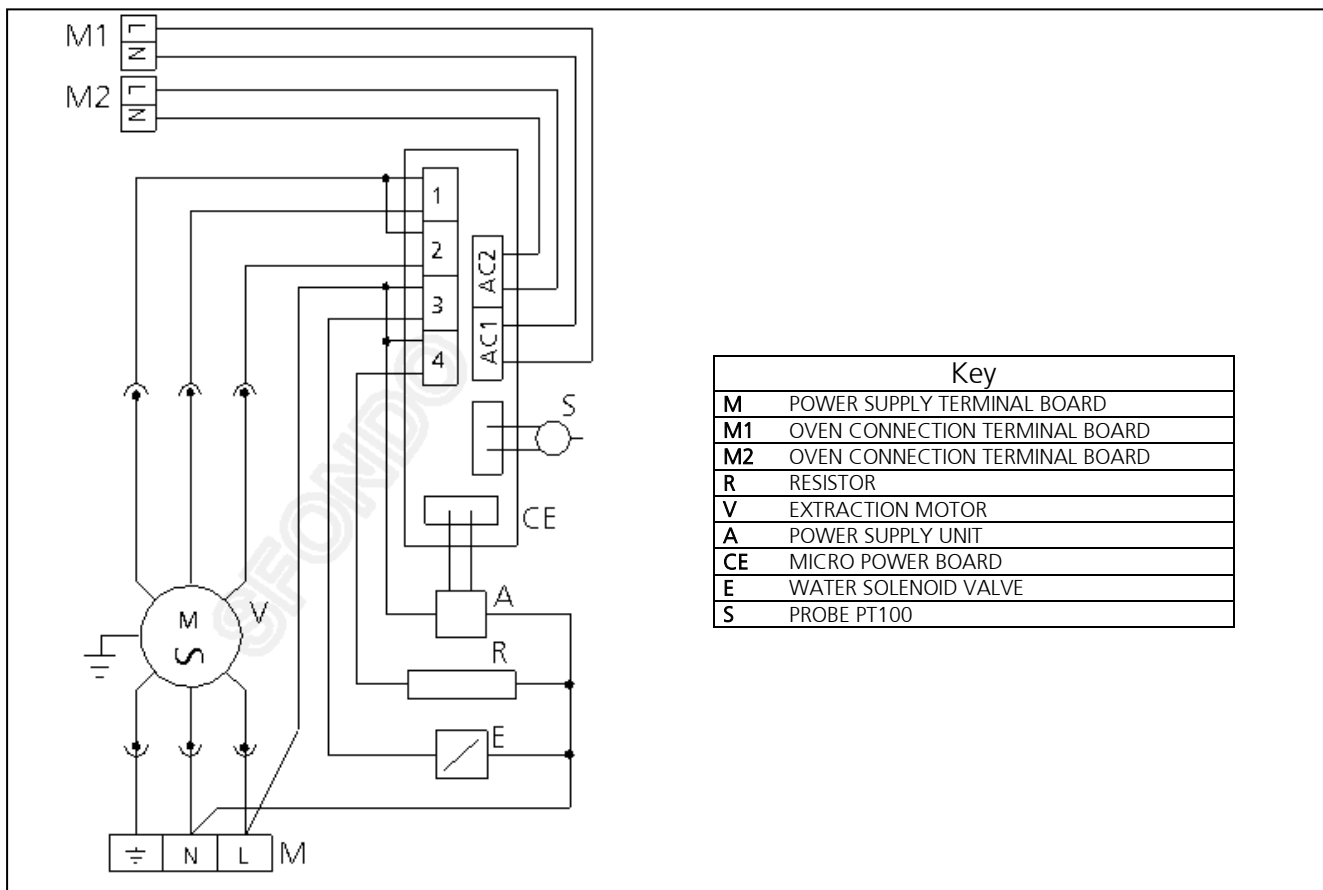 M1
L
N
M2
L
N
1
2
3
4
AC2
AC1
S
CE
A
M
V
R
E
N
L
M
GFONDO
Key
M POWER SUPPLY TERMINAL BOARD
M1 OVEN CONNECTION TERMINAL BOARD
M2 OVEN CONNECTION TERMINAL BOARD
R RESISTOR
V EXTRACTION MOTOR
A POWER SUPPLY UNIT
CE MICRO POWER BOARD
E WATER SOLENOID VALVE
S PROBE PT100